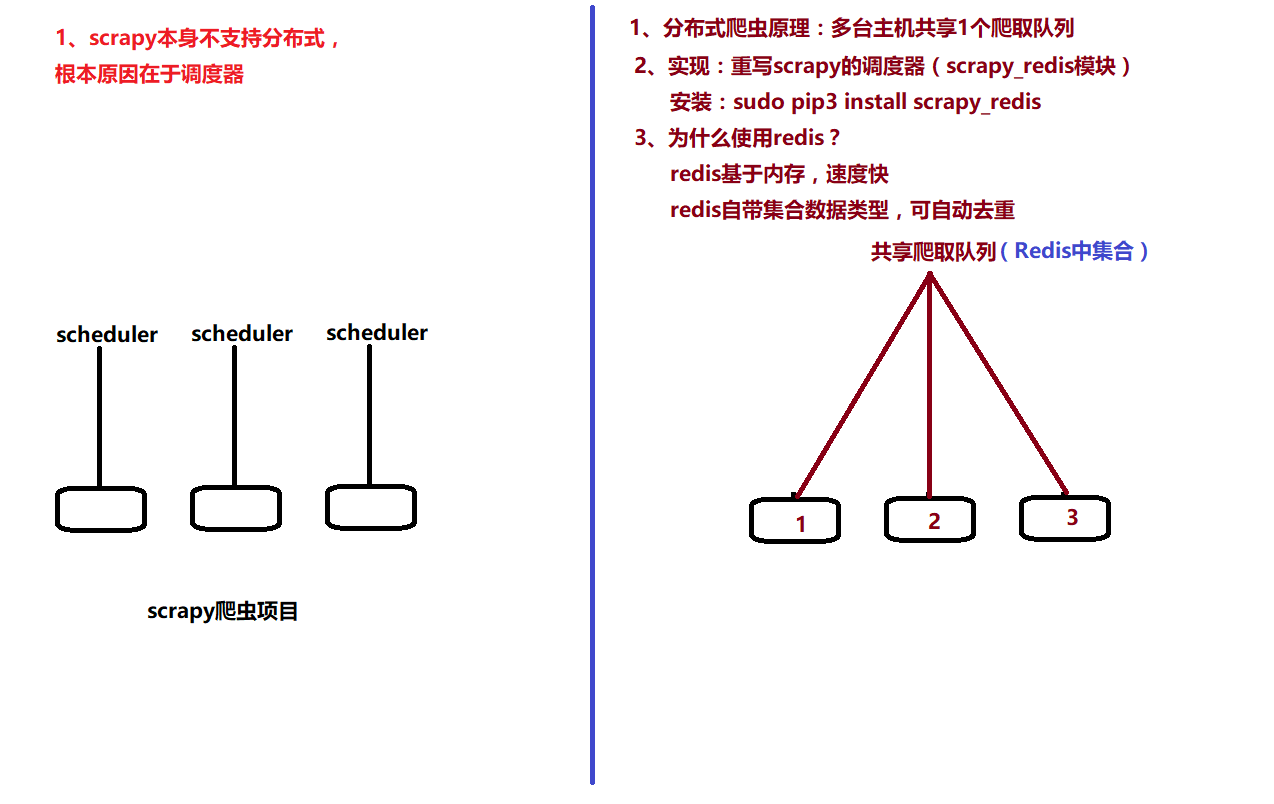 1、scrapy本身不支持分布式，
根本原因在于调度器
scheduler
scheduler
scheduler
scrapy爬虫项目
1、分布式爬虫原理：多台主机共享1个爬取队列
2、实现：重写scrapy的调度器（scrapy_redis模块）
安装：sudo pip3 install scrapy_redis
3、为什么使用redis？
redis基于内存，速度快
redis自带集合数据类型，可自动去重
共享爬取队列（Redis中集合）
1
2
3